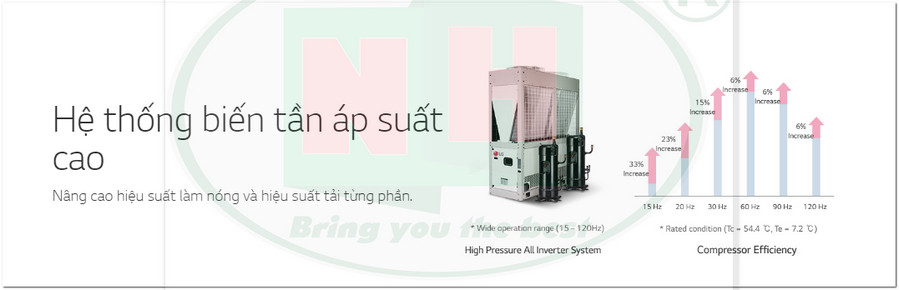 Hệ thống biến tần áp suất
cao
Nâng cao hiệu suất làm nóng và hiệu suất tải từng phần.
NH
®
Bring you the best
LG
* Wide operation range (15 - 120Hz)
High Pressure All Inverter System
33%
Increase
23%
Increase
15%
Increase
6%
Increase
6%
Increase
6%
Increase
15 Hz 20 Hz 30 Hz 60 Hz 90 Hz 120 Hz
* Rated condition (Tc = 54.4 ℃, Te = 7.2 ℃)
Compressor Efficiency